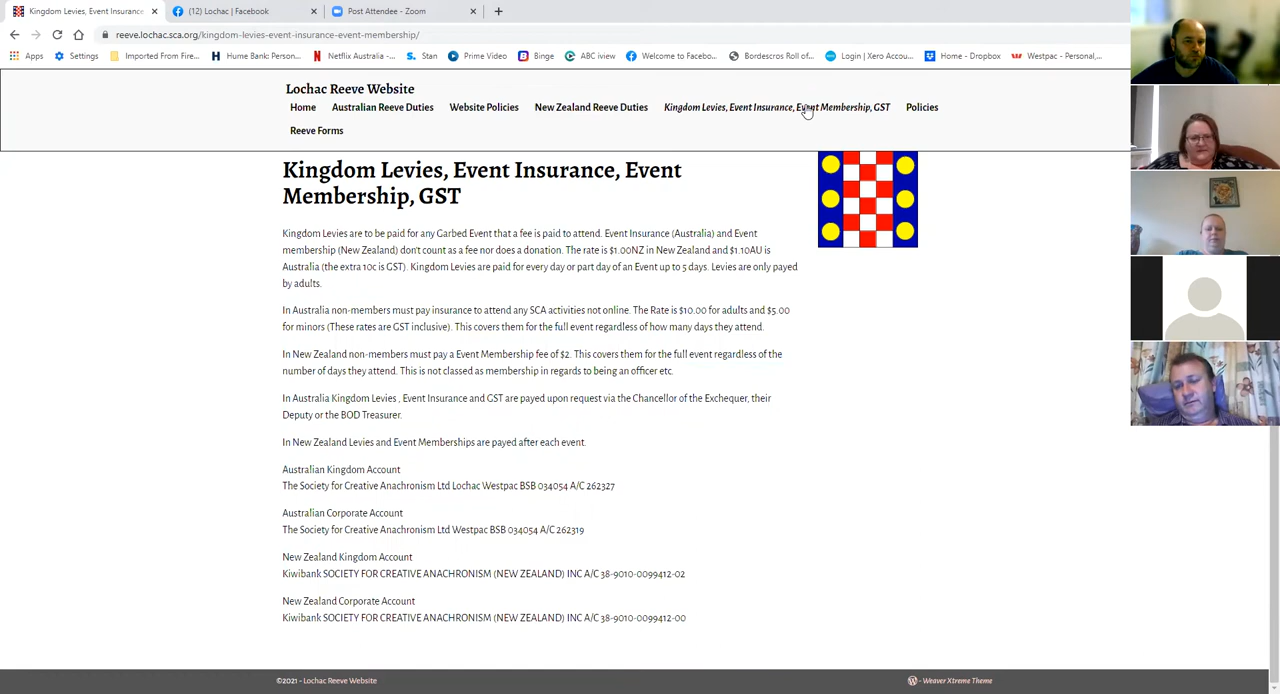 Kingdom Levies, Event Insurance
(12) Lochac | Facebook
Post Attendee - Zoom
reeve.lochac.sca.org/kingdom-levies-event-insurance-event-membership/
Apps Settings Imported From Fire... Hume Bank: Person... Netflix Australia -... Stan Prime Video Binge ABC iview Welcome to Facebo... Bordescros Roll of... Login | Xero Accou... Home - Dropbox Westpac - Personal,...
Lochac Reeve Website
Home Australian Reeve Duties Website Policies New Zealand Reeve Duties Kingdom Levies, Event Insurance, Event Membership, GST Policies
Reeve Forms
Kingdom Levies, Event Insurance, Event
Membership, GST
Kingdom Levies are to be paid for any Garbed Event that a fee is paid to attend. Event Insurance (Australia) and Event
membership (New Zealand) don't count as a fee nor does a donation. The rate is $1.00NZ in New Zealand and $1.10AU is
Australia (the extra 10c is GST). Kingdom Levies are paid for every day or part day of an Event up to 5 days. Levies are only payed
by adults.
In Australia non-members must pay insurance to attend any SCA activities not online. The Rate is $10.00 for adults and $5.00
for minors (These rates are GST inclusive). This covers them for the full event regardless of how many days they attend.
In New Zealand non-members must pay a Event Membership fee of $2. This covers them for the full event regardless of the
number of days they attend. This is not classed as membership in regards to being an officer etc.
In Australia Kingdom Levies , Event Insurance and GST are payed upon request via the Chancellor of the Exchequer, their
Deputy or the BOD Treasurer.
In New Zealand Levies and Event Memberships are payed after each event.
Australian Kingdom Account
The Society for Creative Anachronism Ltd Lochac Westpac BSB 034054 A/C 262327
Australian Corporate Account
The Society for Creative Anachronism Ltd Westpac BSB 034054 A/C 262319
New Zealand Kingdom Account
Kiwibank SOCIETY FOR CREATIVE ANACHRONISM (NEW ZEALAND) INC A/C 38-9010-0099412-02
New Zealand Corporate Account
Kiwibank SOCIETY FOR CREATIVE ANACHRONISM (NEW ZEALAND) INC A/C 38-9010-0099412-00
©2021 - Lochac Reeve Website
- Weaver Xtreme Theme